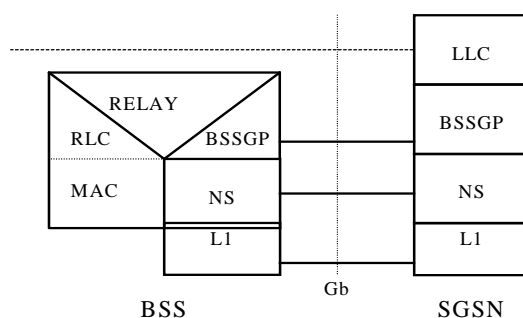 LLC
RELAY
RLC BSSGP BSSGP
MAC NS NS
L1 L1
Gb
BSS SGSN